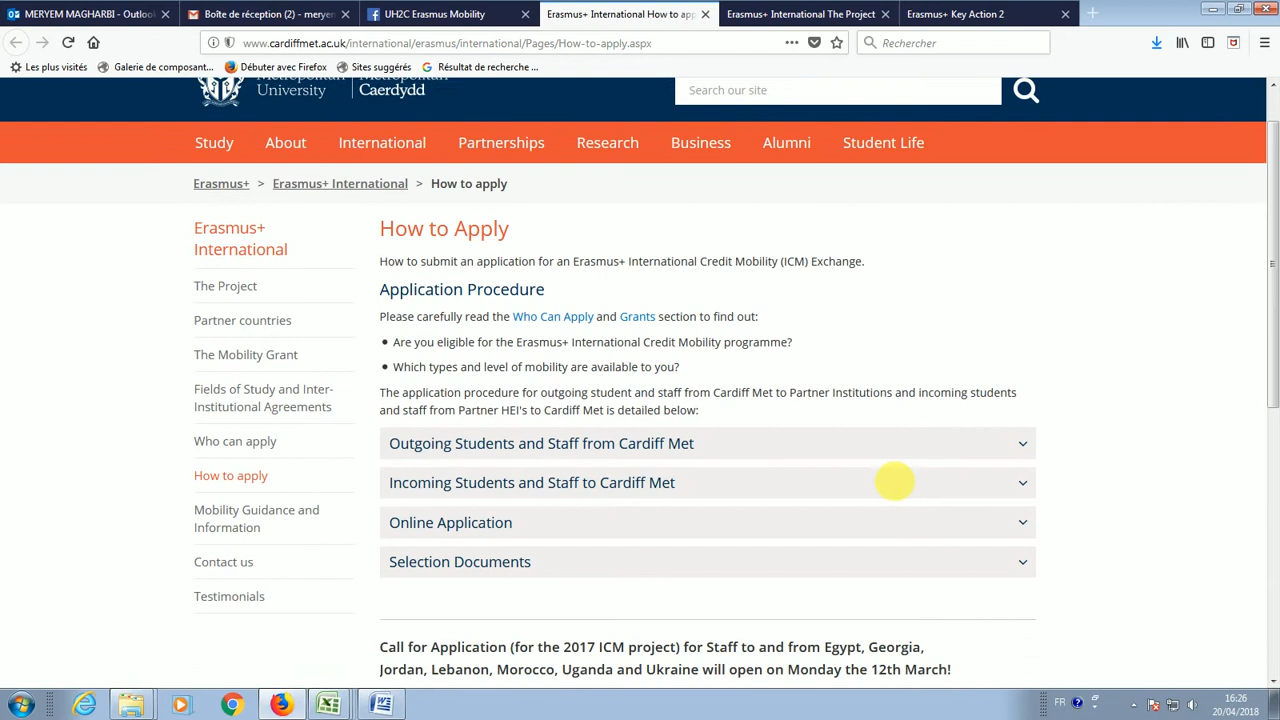 MERYEM MAGHARBI – Outlook
Boîte de réception (2) - meryem
UH2C Erasmus Mobility
Erasmus+ International How to app
Erasmus+ International The Project
Erasmus+ Key Action 2
www.cardiffmet.ac.uk/international/erasmus/international/Pages/How-to-apply.aspx
Rechercher
Les plus visités
Galerie de composant...
Débuter avec Firefox
Sites suggérés
Résultat de recherche ...
Metropolitan
University
Metropolitan
Caerdydd
Search our site
Study
About
International
Partnerships
Research
Business
Alumni
Student Life
Erasmus+ > Erasmus+ International > How to apply
Erasmus+
International
The Project
Partner countries
The Mobility Grant
Fields of Study and Inter-
Institutional Agreements
Who can apply
How to apply
Mobility Guidance and
Information
Contact us
Testimonials
How to Apply
How to submit an application for an Erasmus+ International Credit Mobility (ICM) Exchange.
Application Procedure
Please carefully read the Who Can Apply and Grants section to find out:
• Are you eligible for the Erasmus+ International Credit Mobility programme?
• Which types and level of mobility are available to you?
The application procedure for outgoing student and staff from Cardiff Met to Partner Institutions and incoming students
and staff from Partner HEI's to Cardiff Met is detailed below:
Outgoing Students and Staff from Cardiff Met
Incoming Students and Staff to Cardiff Met
Online Application
Selection Documents
Call for Application (for the 2017 ICM project) for Staff to and from Egypt, Georgia,
Jordan, Lebanon, Morocco, Uganda and Ukraine will open on Monday the 12th March!
FR
16:26
20/04/2018